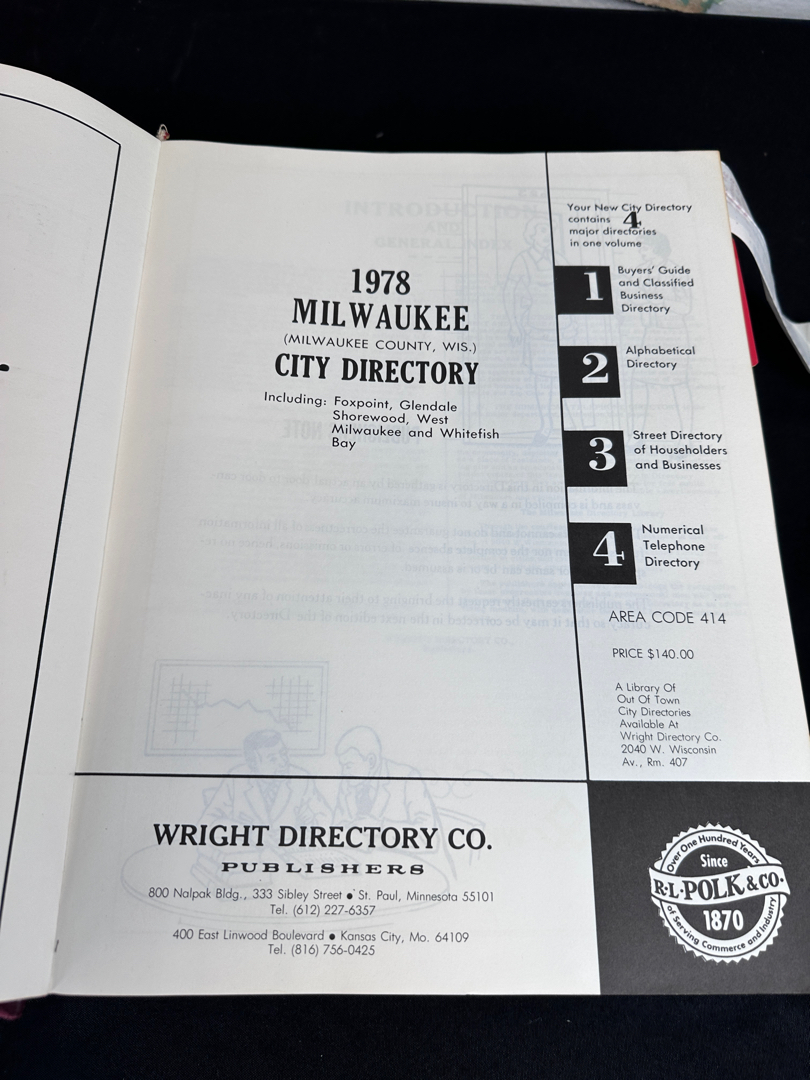 1978
MILWAUKEE
(MILWAUKEE COUNTY, WIS.)
CITY DIRECTORY
Including: Foxpoint, Glendale
Shorewood, West
Milwaukee and Whitefish
Bay
Your New City Directory
contains 4
major directories
in one volume
1 Buyers' Guide
and Classified
Business
Directory
2 Alphabetical
Directory
3 Street Directory
of Householders
and Businesses
4 Numerical
Telephone
Directory
AREA CODE 414
PRICE $140.00
A Library Of
Out Of Town
City Directories
Available At
Wright Directory Co.
2040 W. Wisconsin
Av., Rm. 407
WRIGHT DIRECTORY CO.
PUBLISHERS
800 Nalpak Bldg., 333 Sibley Street • St. Paul, Minnesota 55101
Tel. (612) 227-6357
400 East Linwood Boulevard • Kansas City, Mo. 64109
Tel. (816) 756-0425
Over One Hundred Years
Since
R·L·POLK & CO.
1870
of Serving Commerce and Industry